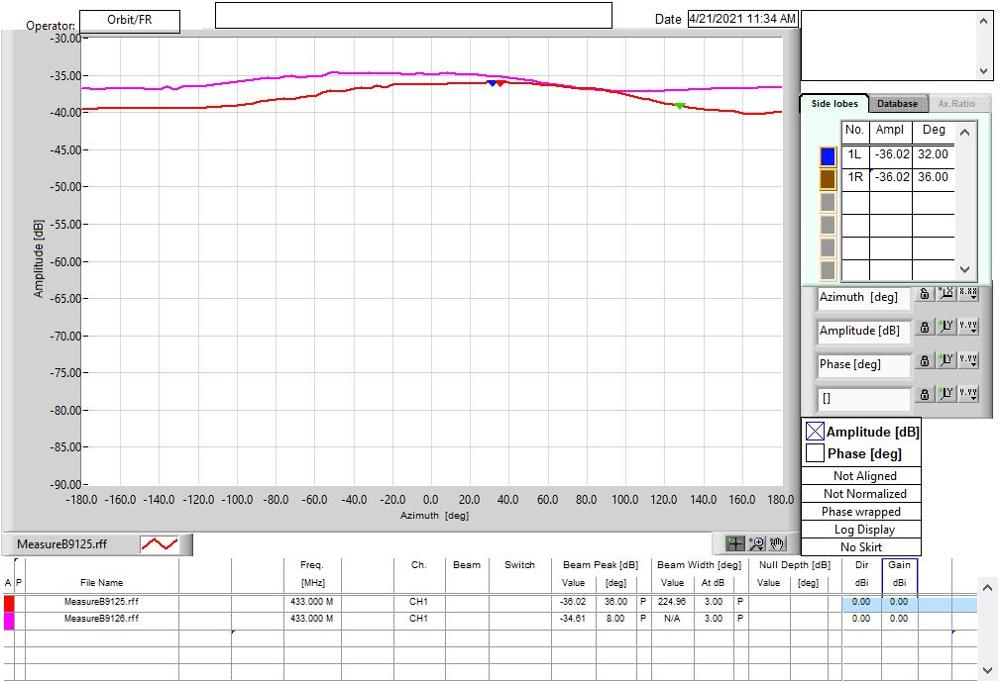 Operator: Orbit/FR
Date 4/21/2021 11:34 AM
-30.00
-35.00
-40.00
-45.00
-50.00
-55.00
-60.00
-65.00
-70.00
-75.00
-80.00
-85.00
-90.00
Amplitude [dB]
-180.0 -160.0 -140.0 -120.0 -100.0 -80.0 -60.0 -40.0 -20.0 0.0 20.0 40.0 60.0 80.0 100.0 120.0 140.0 160.0 180.0
Azimuth [deg]
Side lobes Database Ax.Ratio
No. Ampl Deg
1L -36.02 32.00
1R -36.02 36.00
Azimuth [deg]
Amplitude [dB]
Phase [deg]
[]
Amplitude [dB]
Phase [deg]
Not Aligned
Not Normalized
Phase wrapped
Log Display
No Skirt
MeasureB9125.rff
Freq. Ch. Beam Switch Beam Peak [dB] Beam Width [deg] Null Depth [dB] Dir Gain
A P File Name [MHz] Value [deg] Value At dB Value [deg] dBi dBi
MeasureB9125.rff 433.000 M CH1 -36.02 36.00 P 224.96 3.00 P 0.00 0.00
MeasureB9126.rff 433.000 M CH1 -34.61 8.00 P N/A 3.00 P 0.00 0.00